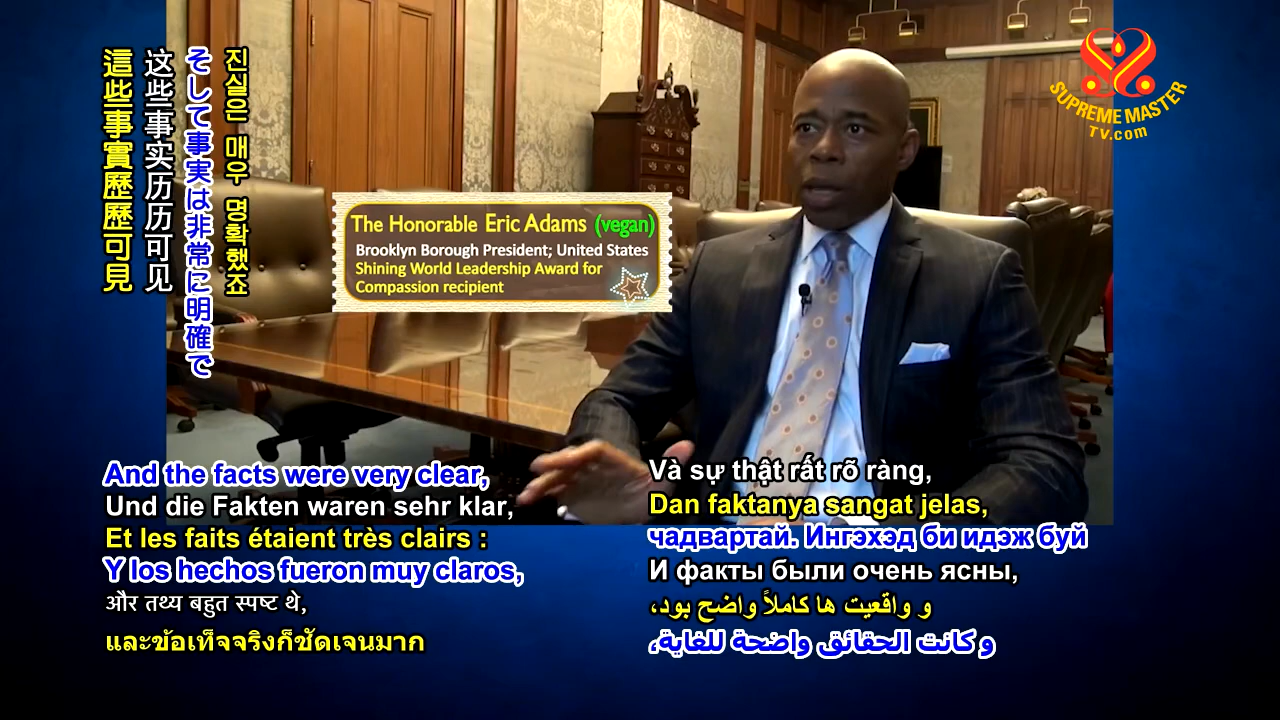 진실은 매우 명확했죠
そして事実は非常に明確で
这些事实历历可见
這些事實歷歷可見
SUPREME MASTER
TV.com
The Honorable Eric Adams (vegan)
Brooklyn Borough President; United States
Shining World Leadership Award for
Compassion recipient
And the facts were very clear,
Und die Fakten waren sehr klar,
Et les faits étaient très clairs :
Y los hechos fueron muy claros,
और तथ्य बहुत स्पष्ट थे,
และข้อเท็จจริงก็ชัดเจนมาก
Và sự thật rất rõ ràng,
Dan faktanya sangat jelas,
чадвартай. Ингэхэд би идэж буй
И факты были очень ясны,
و واقعیت ها کاملاً واضح بود،
و كانت الحقائق واضحة للغاية،